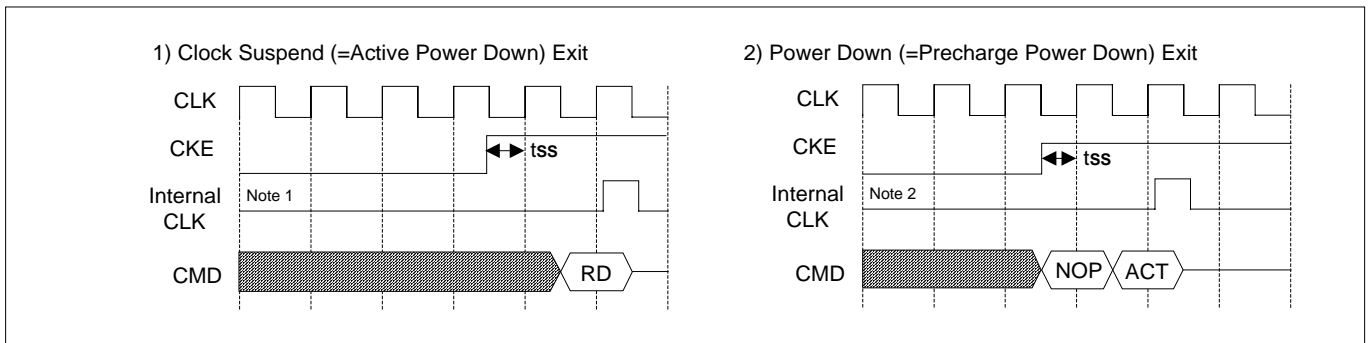 1) Clock Suspend (=Active Power Down) Exit
CLK
CKE
tss
Internal
CLK
Note 1
CMD
RD
2) Power Down (=Precharge Power Down) Exit
CLK
CKE
tss
Internal
CLK
Note 2
CMD
NOP
ACT